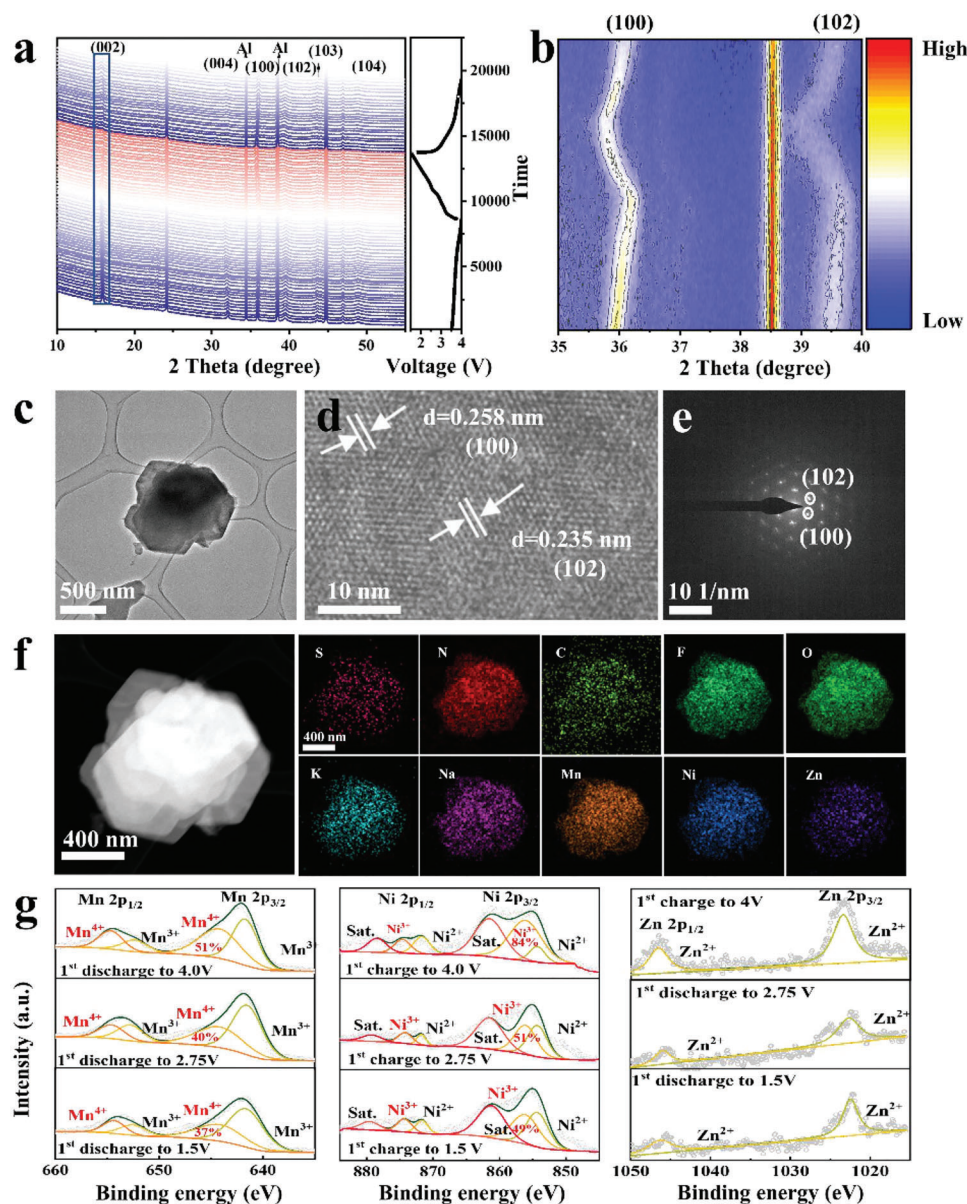 a
(002)
Al
Al
(103)
(004)
(100)
(102)
(104)
20000
15000
10000
5000
Time
10
20
30
40
50
2
3
4
2 Theta (degree)
Voltage (V)
b
(100)
(102)
High
Low
35
36
37
38
39
40
2 Theta (degree)
c
500 nm
d
d=0.258 nm
(100)
d=0.235 nm
(102)
10 nm
e
(102)
(100)
10 1/nm
f
400 nm
S
N
C
F
O
400 nm
K
Na
Mn
Ni
Zn
g
Intensity (a.u.)
Mn 2p1/2
Mn 2p3/2
Mn4+
Mn3+
Mn4+
51%
Mn3+
1st discharge to 4.0V
Mn4+
Mn3+
Mn4+
40%
Mn3+
1st discharge to 2.75V
Mn4+
Mn3+
Mn4+
37%
Mn3+
1st discharge to 1.5V
660
650
640
Binding energy (eV)
Ni 2p1/2
Ni 2p3/2
Sat.
Ni3+
Ni2+
Sat.
Ni3+
84%
Ni2+
1st charge to 4.0 V
Sat.
Ni3+
Ni2+
Sat.
Ni3+
51%
Ni2+
1st charge to 2.75 V
Sat.
Ni3+
Ni2+
Sat.
Ni3+
49%
Ni2+
1st charge to 1.5 V
880
870
860
850
Binding energy (eV)
1st charge to 4V
Zn 2p3/2
Zn 2p1/2
Zn2+
Zn2+
1st discharge to 2.75 V
Zn2+
Zn2+
1st discharge to 1.5V
Zn2+
Zn2+
1050
1040
1030
1020
Binding energy (eV)